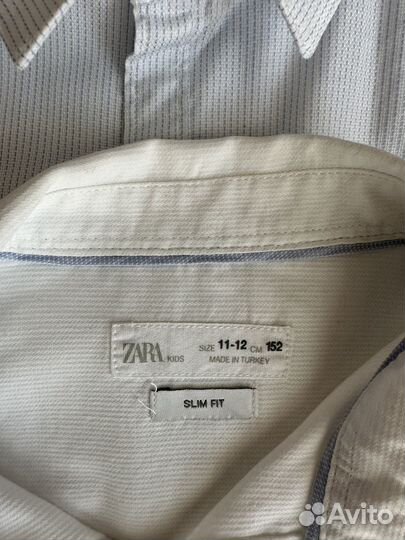 ZARA KIDS SIZE 11-12 CM 152
MADE IN TURKEY
SLIM FIT
Avito